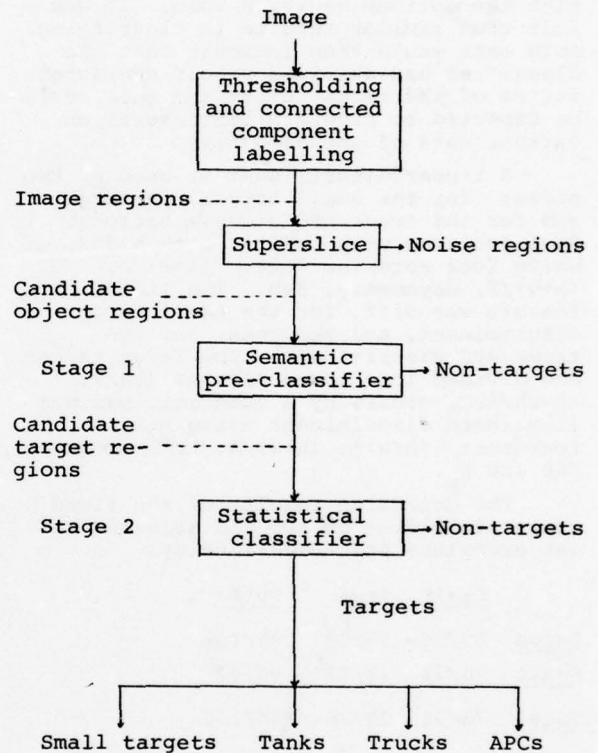 Image
Thresholding
and connected
component
labelling
Image regions
Superslice
Noise regions
Candidate
object regions
Stage 1
Semantic
pre-classifier
Non-targets
Candidate
target re-
gions
Stage 2
Statistical
classifier
Non-targets
Targets
Small targets
Tanks
Trucks
APCs